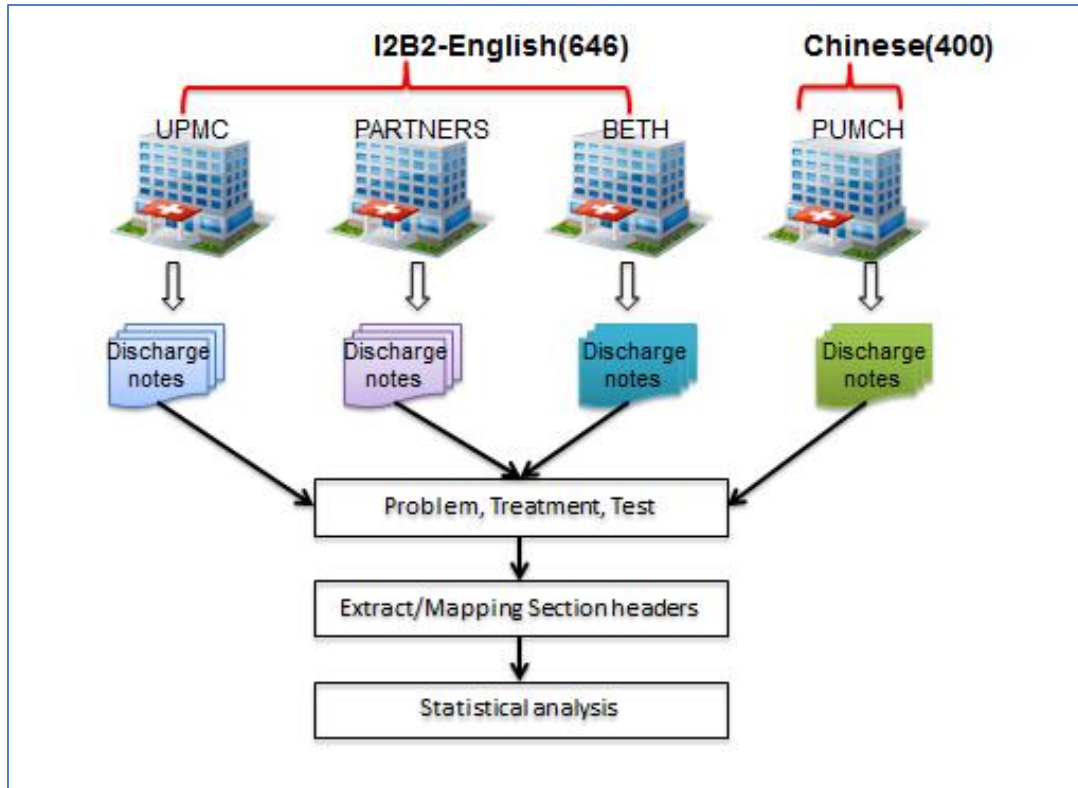 I2B2-English(646)
Chinese(400)
UPMC
PARTNERS
BETH
PUMCH
Discharge
notes
Discharge
notes
Discharge
notes
Discharge
notes
Problem, Treatment, Test
Extract/Mapping Section headers
Statistical analysis